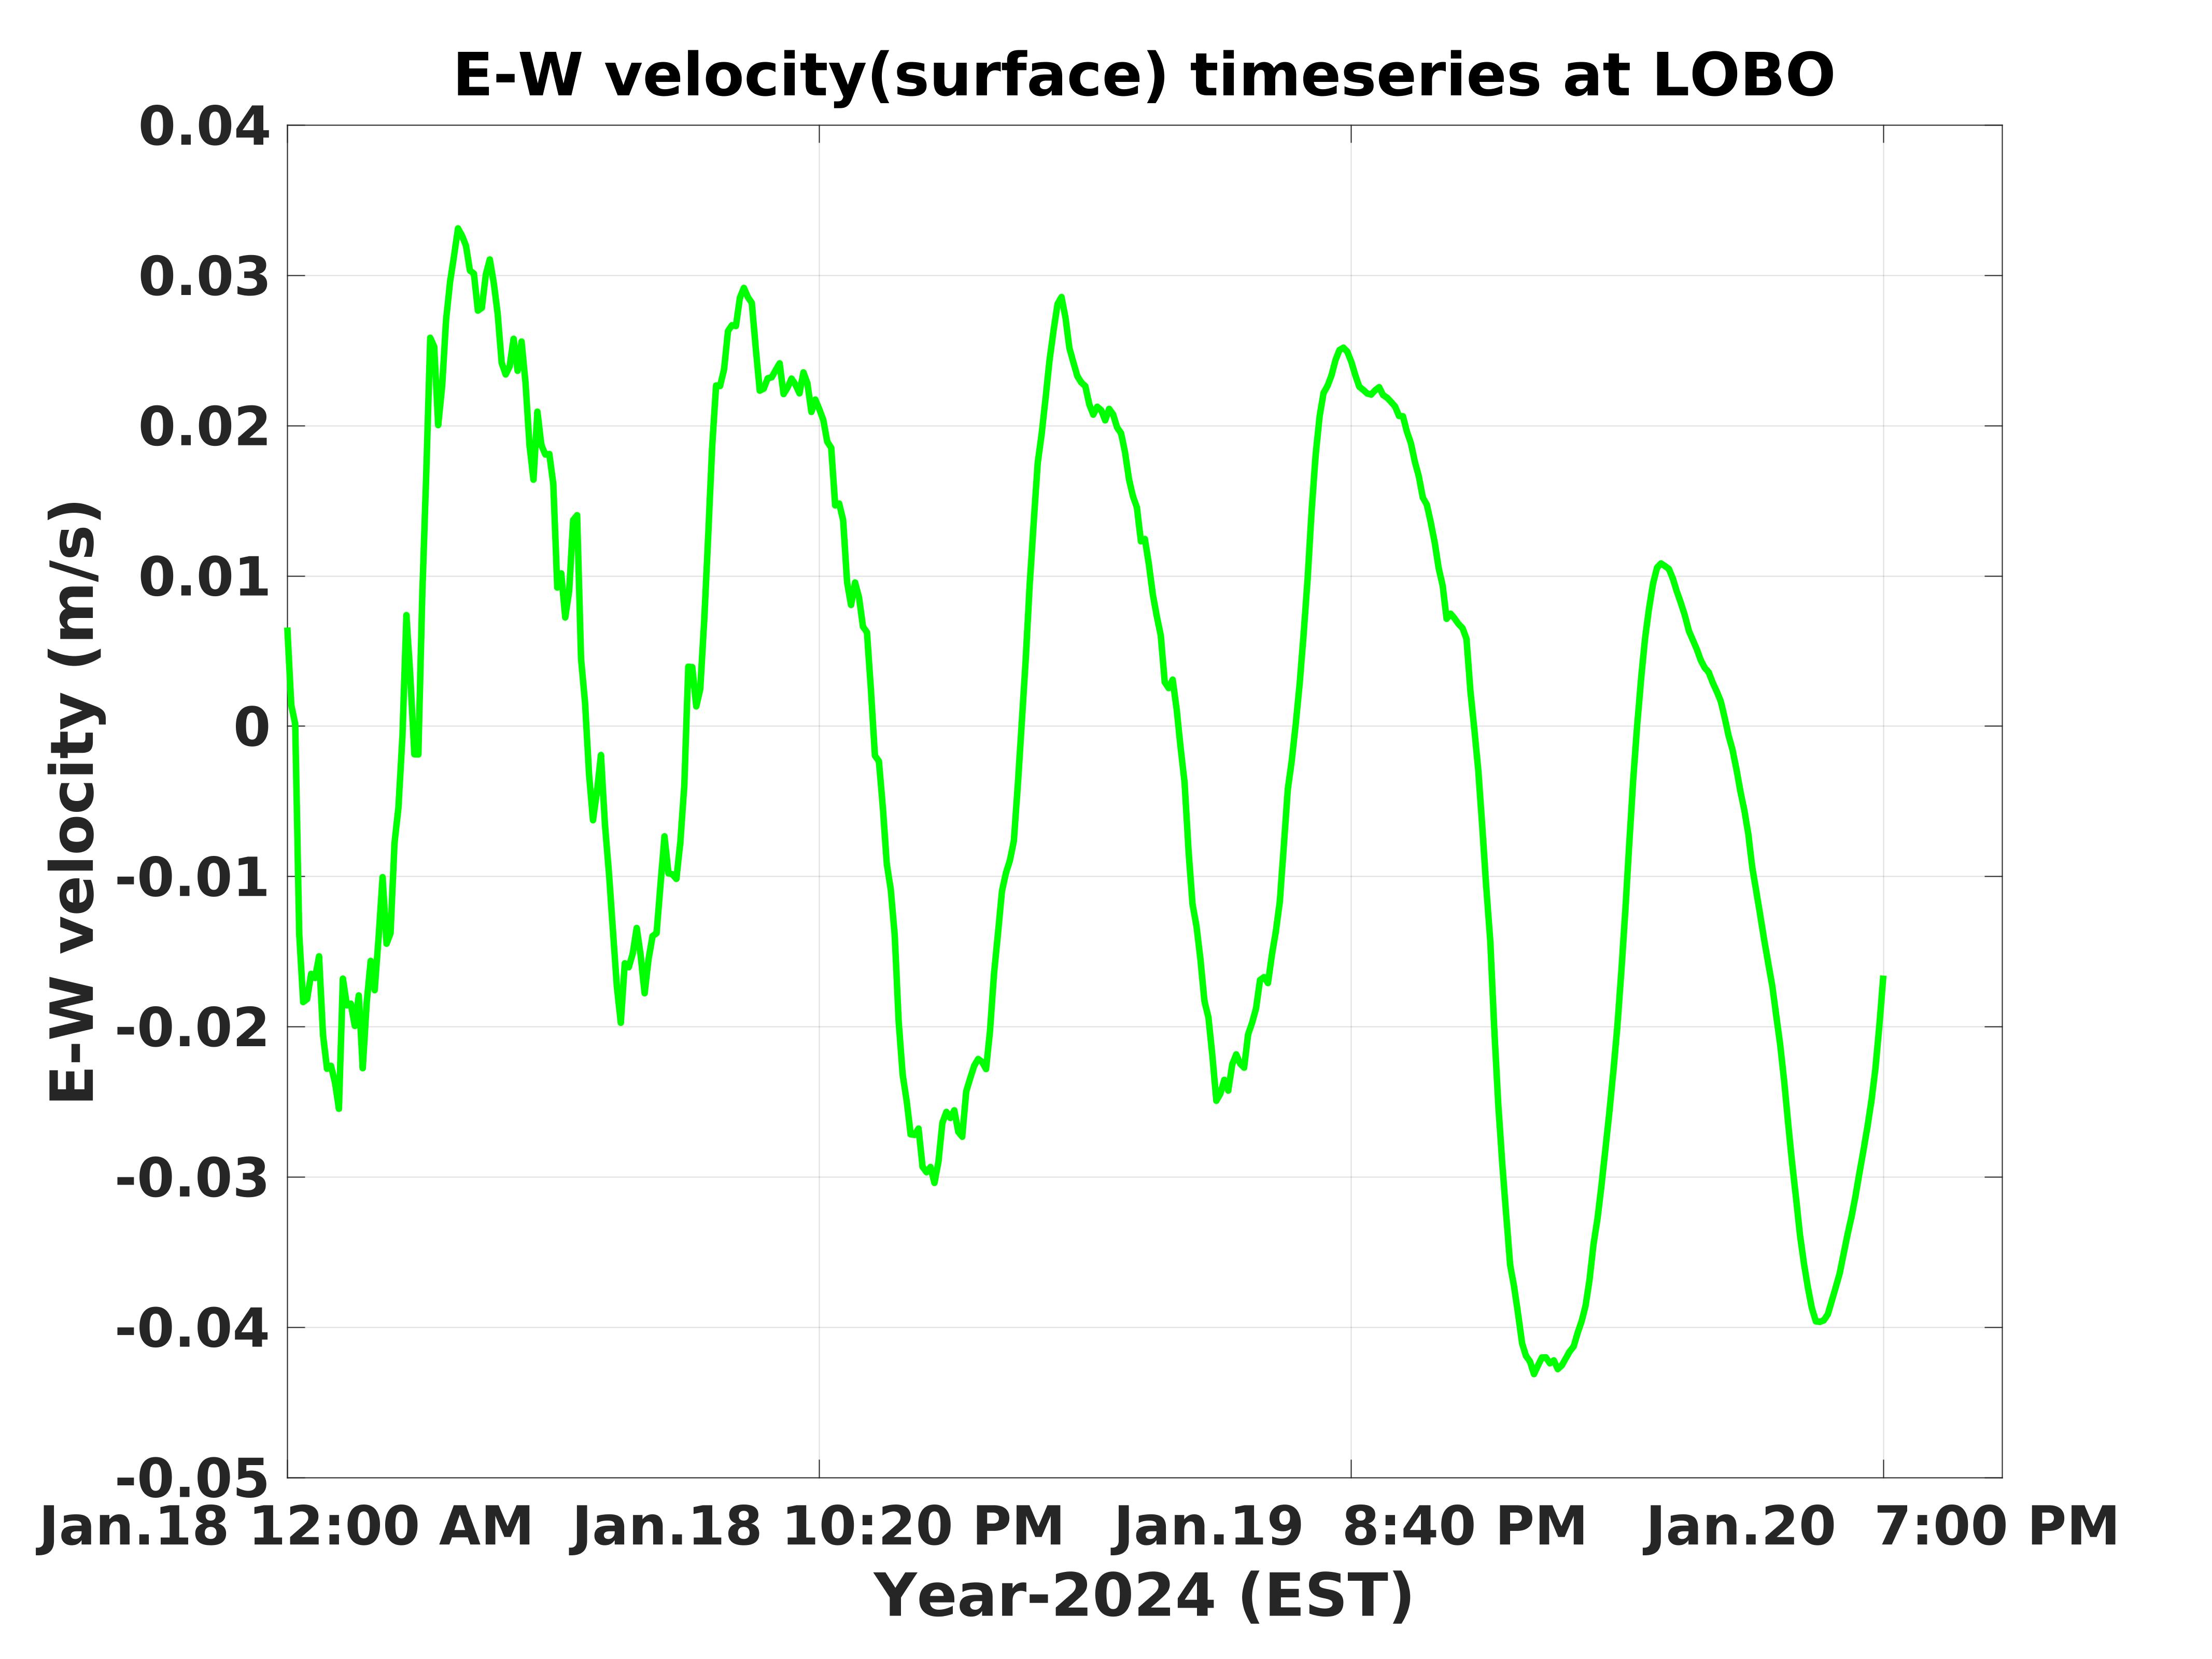 E-W velocity(surface) timeseries at LOBO
E-W velocity (m/s)
0.04
0.03
0.02
0.01
0
-0.01
-0.02
-0.03
-0.04
-0.05
Jan.18 12:00 AM Jan.18 10:20 PM Jan.19 8:40 PM Jan.20 7:00 PM
Year-2024 (EST)